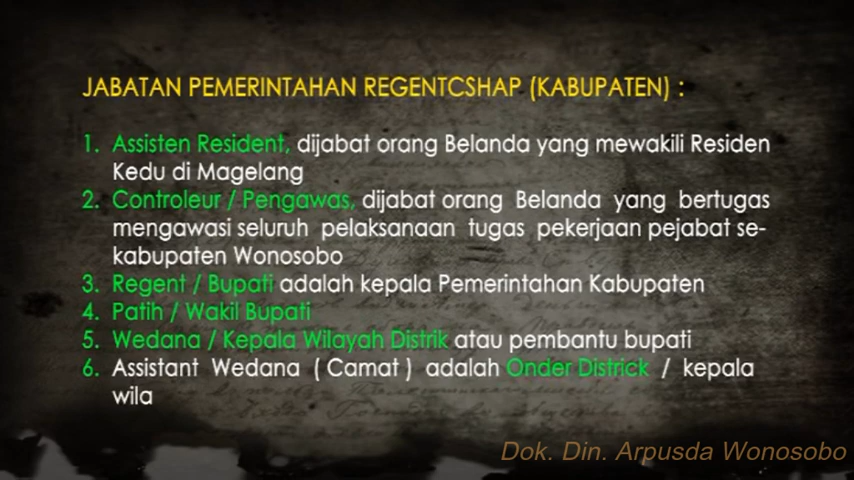 JABATAN PEMERINTAHAN REGENTCSHAP (KABUPATEN) :
1. Assisten Resident, dijabat orang Belanda yang mewakili Residen
Kedu di Magelang
2. Controleur / Pengawas, dijabat orang Belanda yang bertugas
mengawasi seluruh pelaksanaan tugas pekerjaan pejabat se-
kabupaten Wonosobo
3. Regent / Bupati adalah kepala Pemerintahan Kabupaten
4. Patih / Wakil Bupati
5. Wedana / Kepala Wilayah Distrik atau pembantu bupati
6. Assistant Wedana ( Camat ) adalah Onder Districk / kepala
wila
Dok. Din. Arpusda Wonosobo